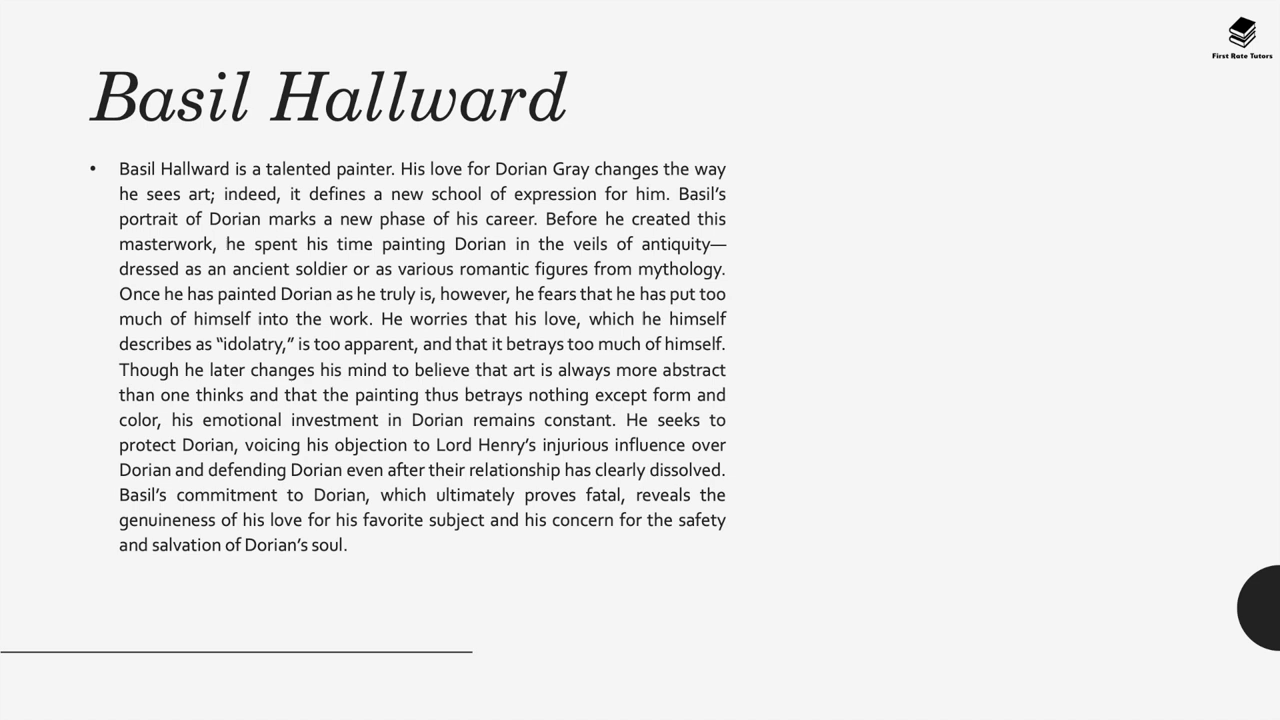 First Rate Tutors
Basil Hallward
• Basil Hallward is a talented painter. His love for Dorian Gray changes the way
he sees art; indeed, it defines a new school of expression for him. Basil’s
portrait of Dorian marks a new phase of his career. Before he created this
masterwork, he spent his time painting Dorian in the veils of antiquity—
dressed as an ancient soldier or as various romantic figures from mythology.
Once he has painted Dorian as he truly is, however, he fears that he has put too
much of himself into the work. He worries that his love, which he himself
describes as “idolatry,” is too apparent, and that it betrays too much of himself.
Though he later changes his mind to believe that art is always more abstract
than one thinks and that the painting thus betrays nothing except form and
color, his emotional investment in Dorian remains constant. He seeks to
protect Dorian, voicing his objection to Lord Henry’s injurious influence over
Dorian and defending Dorian even after their relationship has clearly dissolved.
Basil’s commitment to Dorian, which ultimately proves fatal, reveals the
genuineness of his love for his favorite subject and his concern for the safety
and salvation of Dorian’s soul.